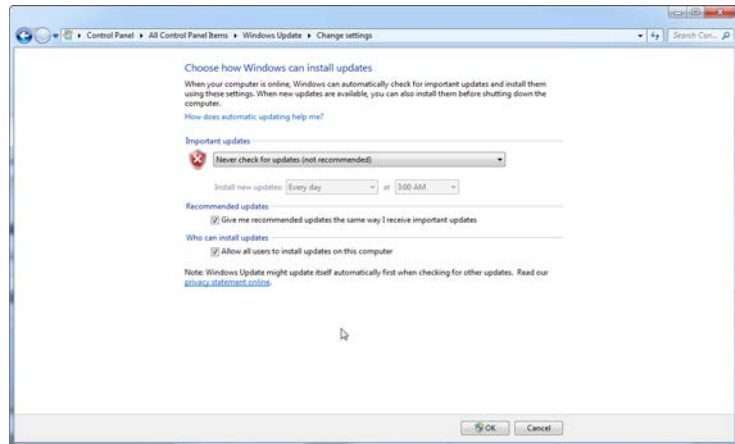 Control Panel ▸ All Control Panel Items ▸ Windows Update ▸ Change settings
Search Con...
Choose how Windows can install updates
When your computer is online, Windows can automatically check for important updates and install them
using these settings. When new updates are available, you can also install them before shutting down the
computer.
How does automatic updating help me?
Important updates
Never check for updates (not recommended)
Install new updates: Every day at 3:00 AM
Recommended updates
Give me recommended updates the same way I receive important updates
Who can install updates
Allow all users to install updates on this computer
Note: Windows Update might update itself automatically first when checking for other updates. Read our
privacy statement online.
OK Cancel